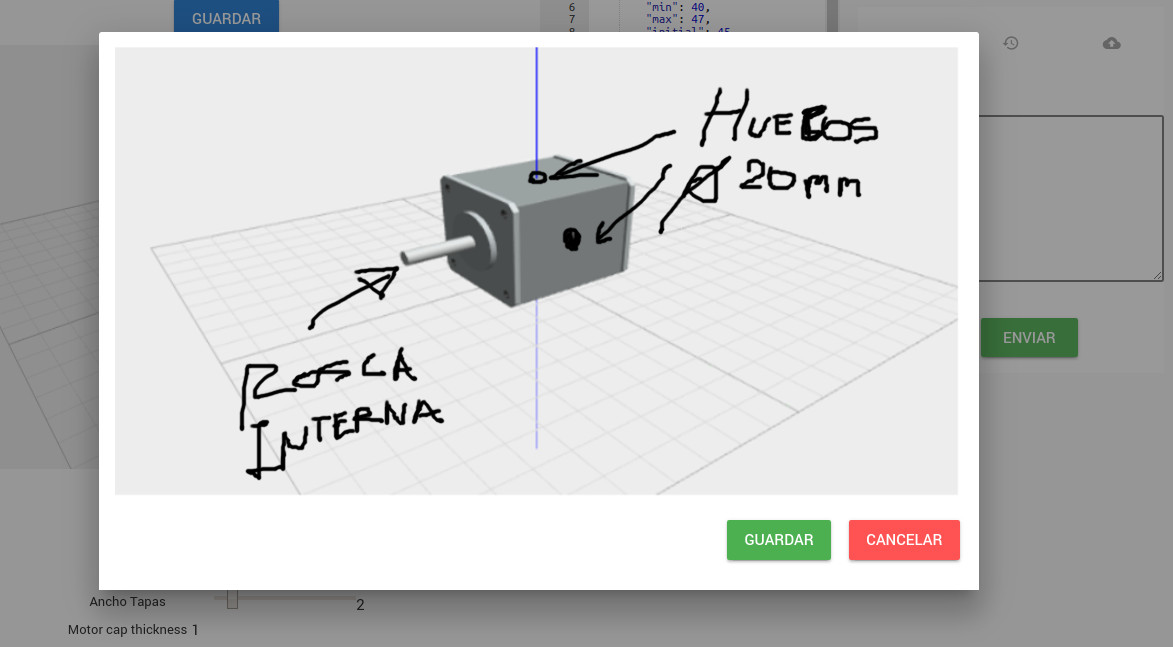 GUARDAR
6 "min": 40,
7 "max": 47,
8 "initial": 45
HUECOS
Ø 20mm
ROSCA
INTERNA
ENVIAR
GUARDAR CANCELAR
Ancho Tapas 2
Motor cap thickness 1